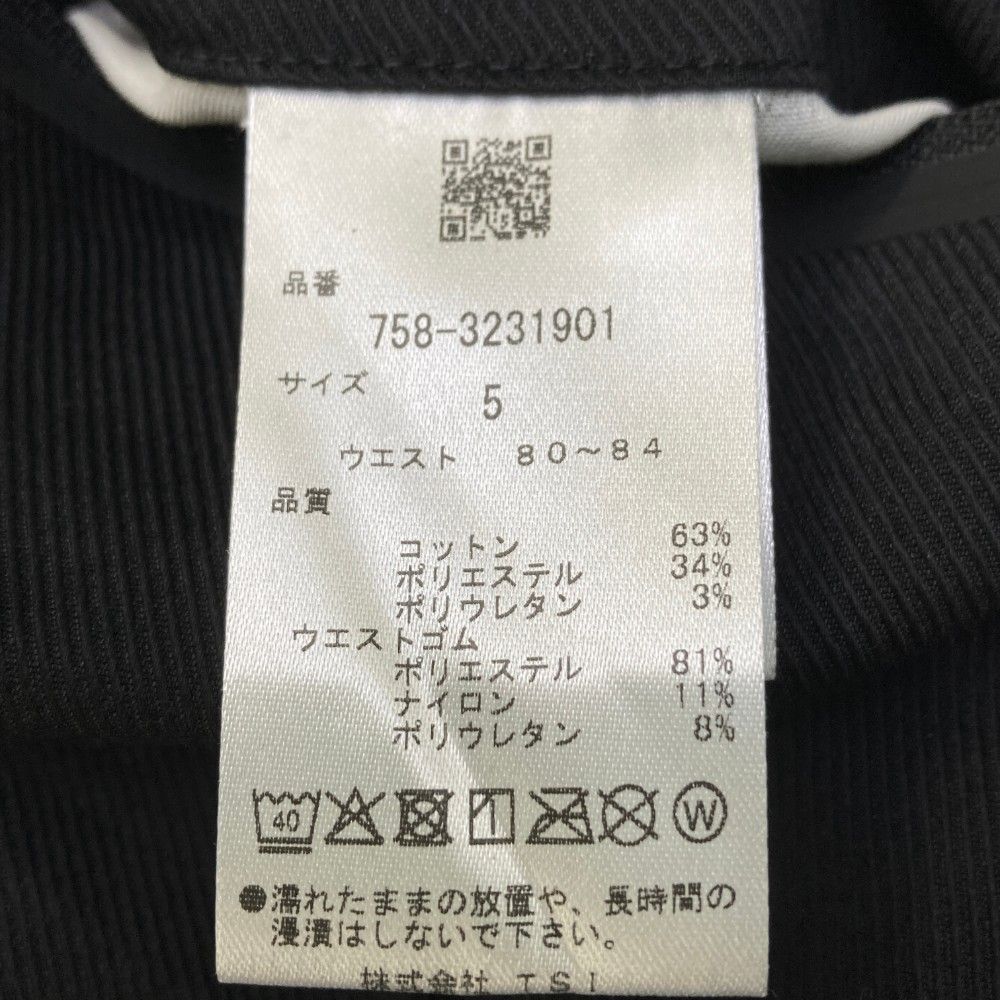 品番
758-3231901
サイズ 5
ウエスト 80～84
品質
コットン 63%
ポリエステル 34%
ポリウレタン 3%
ウエストゴム
ポリエステル 81%
ナイロン 11%
ポリウレタン 8%
40 W
●濡れたままの放置や、長時間の
浸漬はしないで下さい。
株式会社 TSI